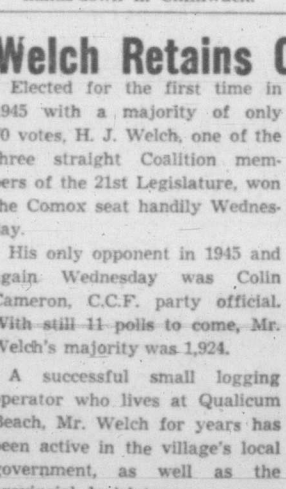 Welch Retains
Elected for the first time in
945 with a majority of only
0 votes, H. J. Welch, one of the
hree straight Coalition mem-
ers of the 21st Legislature, won
he Comox seat handily Wednes-
ay.
His only opponent in 1945 and
gain Wednesday was Colin
Cameron, C.C.F. party official.
With still 11 polls to come, Mr.
Welch's majority was 1,924.
A successful small logging
operator who lives at Qualicum
Beach, Mr. Welch for years has
een active in the village's local
government, as well as the